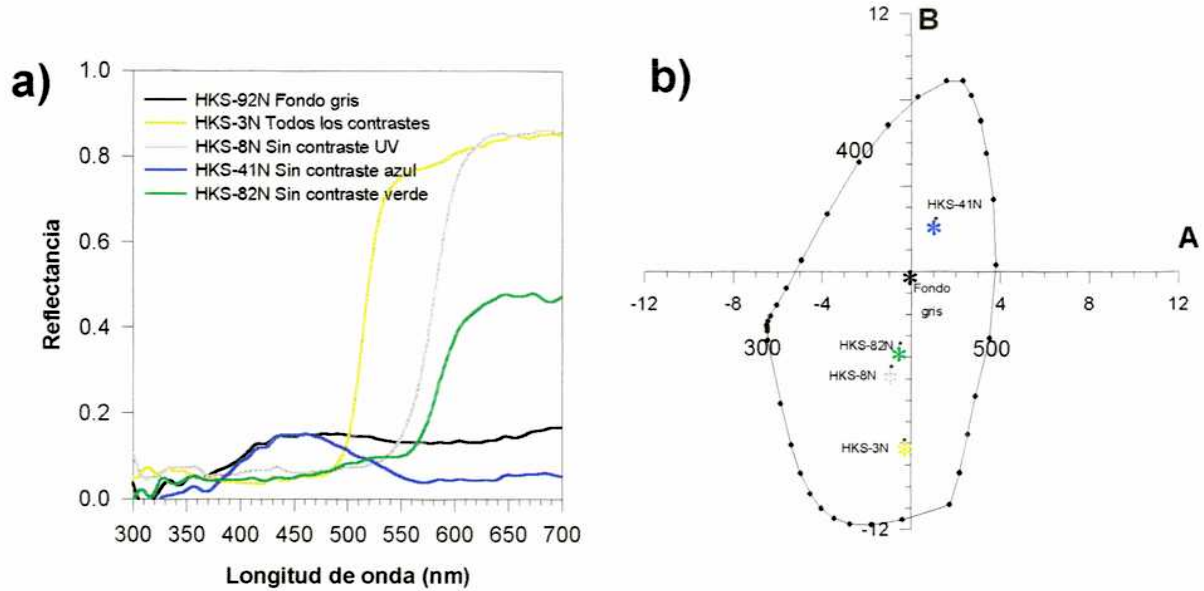 a)
1.0
0.8
0.6
0.4
0.2
0.0
Reflectancia
HKS-92N Fondo gris
HKS-3N Todos los contrastes
HKS-8N Sin contraste UV
HKS-41N Sin contraste azul
HKS-82N Sin contraste verde
300 350 400 450 500 550 600 650 700
Longitud de onda (nm)
b)
12
B
400
HKS-41N
A
-12 -8 -4 4 8 12
Fondo
gris
HKS-82N
300
500
HKS-8N
HKS-3N
-12